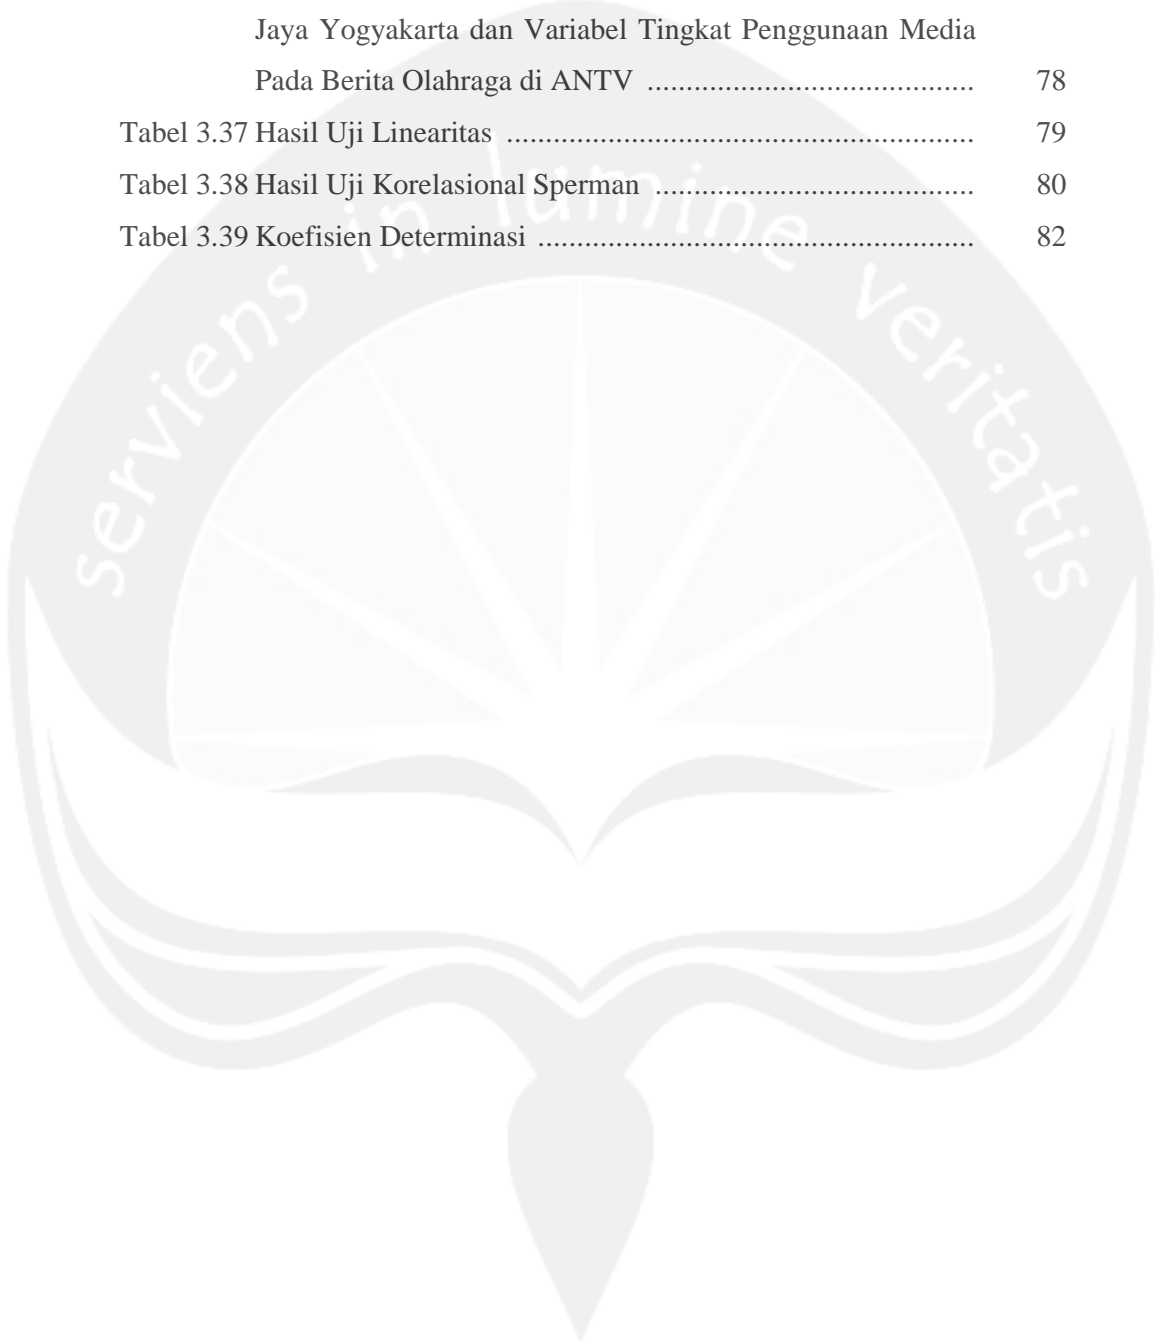 Jaya Yogyakarta dan Variabel Tingkat Penggunaan Media
Pada Berita Olahraga di ANTV .......................................... 78
Tabel 3.37 Hasil Uji Linearitas ............................................................ 79
Tabel 3.38 Hasil Uji Korelasional Sperman ......................................... 80
Tabel 3.39 Koefisien Determinasi ........................................................ 82
serviens in lumine veritatis